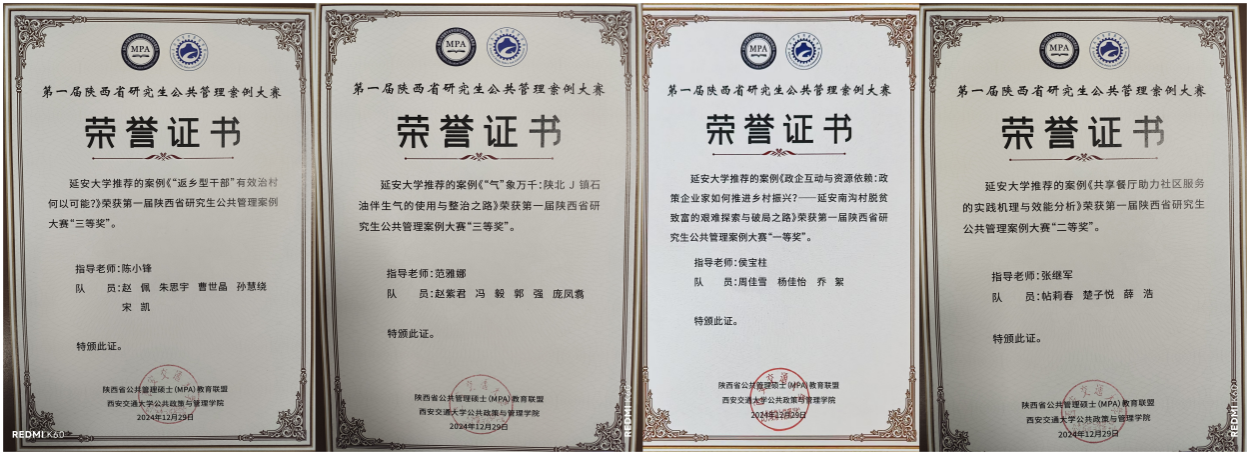 MPA
第一届陕西省研究生公共管理案例大赛
荣誉证书
延安大学推荐的案例《“返乡型干部”有效治村
何以可能?》荣获第一届陕西省研究生公共管理案例
大赛“三等奖”。
指导老师:陈小锋
队 员:赵 佩 朱思宇 曹世晶 孙慧绕
宋 凯
特颁此证。
陕西省公共管理硕士(MPA)教育联盟
西安交通大学公共政策与管理学院
2024年12月29日
REDMI K60
MPA
第一届陕西省研究生公共管理案例大赛
荣誉证书
延安大学推荐的案例《“气”象万千:陕北 J 镇石
油伴生气的使用与整治之路》荣获第一届陕西省研
究生公共管理案例大赛“三等奖”。
指导老师:范雅娜
队 员:赵紫君 冯 毅 郭 强 庞凤翥
特颁此证。
陕西省公共管理硕士(MPA)教育联盟
西安交通大学公共政策与管理学院
2024年12月29日
REDMI K60
MPA
第一届陕西省研究生公共管理案例大赛
荣誉证书
延安大学推荐的案例《政企互动与资源依赖:政
策企业家如何推进乡村振兴?——延安南沟村脱贫
致富的艰难探索与破局之路》荣获第一届陕西省研
究生公共管理案例大赛“一等奖”。
指导老师:侯宝柱
队 员:周佳雪 杨佳怡 乔 絮
特颁此证。
陕西省公共管理硕士(MPA)教育联盟
西安交通大学公共政策与管理学院
2024年12月29日
MPA
第一届陕西省研究生公共管理案例大赛
荣誉证书
延安大学推荐的案例《共享餐厅助力社区服务
的实践机理与效能分析》荣获第一届陕西省研究生
公共管理案例大赛“二等奖”。
指导老师:张继军
队 员:帖莉春 楚子悦 薛 浩
特颁此证。
陕西省公共管理硕士(MPA)教育联盟
西安交通大学公共政策与管理学院
2024年12月29日
REDMI K60